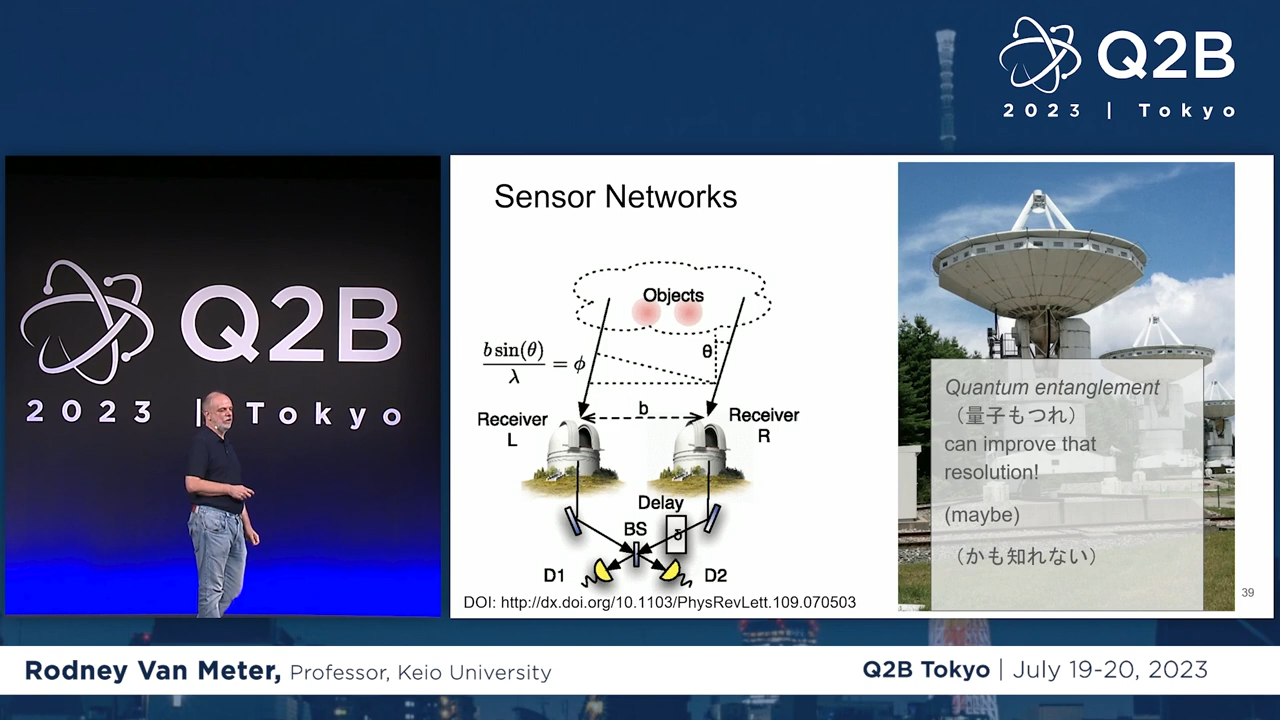 Q2B
2023 | Tokyo
Q2B
2023 | Tokyo
Sensor Networks
Objects
b sin(θ)
λ
= ϕ
θ
b
Receiver
L
Receiver
R
Delay
BS
δ
D1
D2
DOI: http://dx.doi.org/10.1103/PhysRevLett.109.070503
Quantum entanglement
（量子もつれ）
can improve that
resolution!
(maybe)
（かも知れない）
39
Rodney Van Meter, Professor, Keio University
Q2B Tokyo | July 19-20, 2023